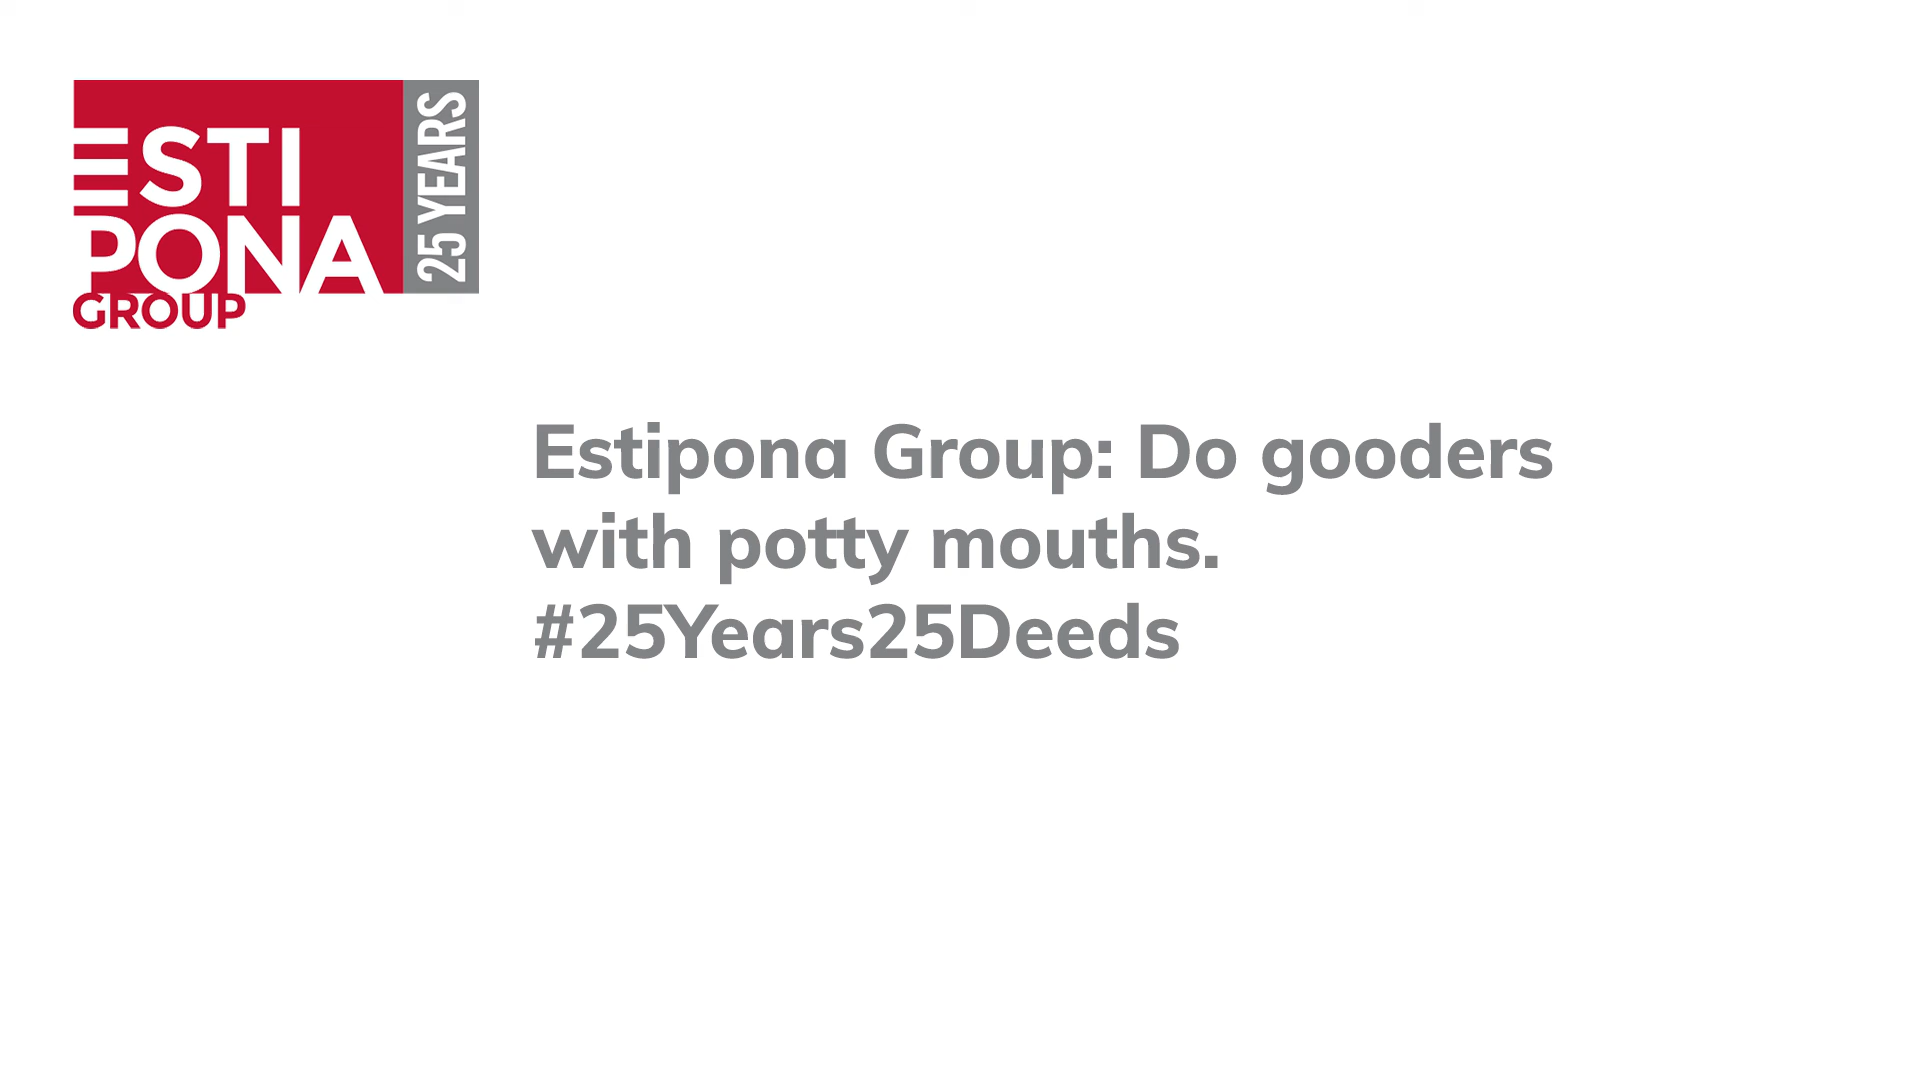 ESTI
PONA
GROUP
25 YEARS
Estipona Group: Do gooders
with potty mouths.
#25Years25Deeds